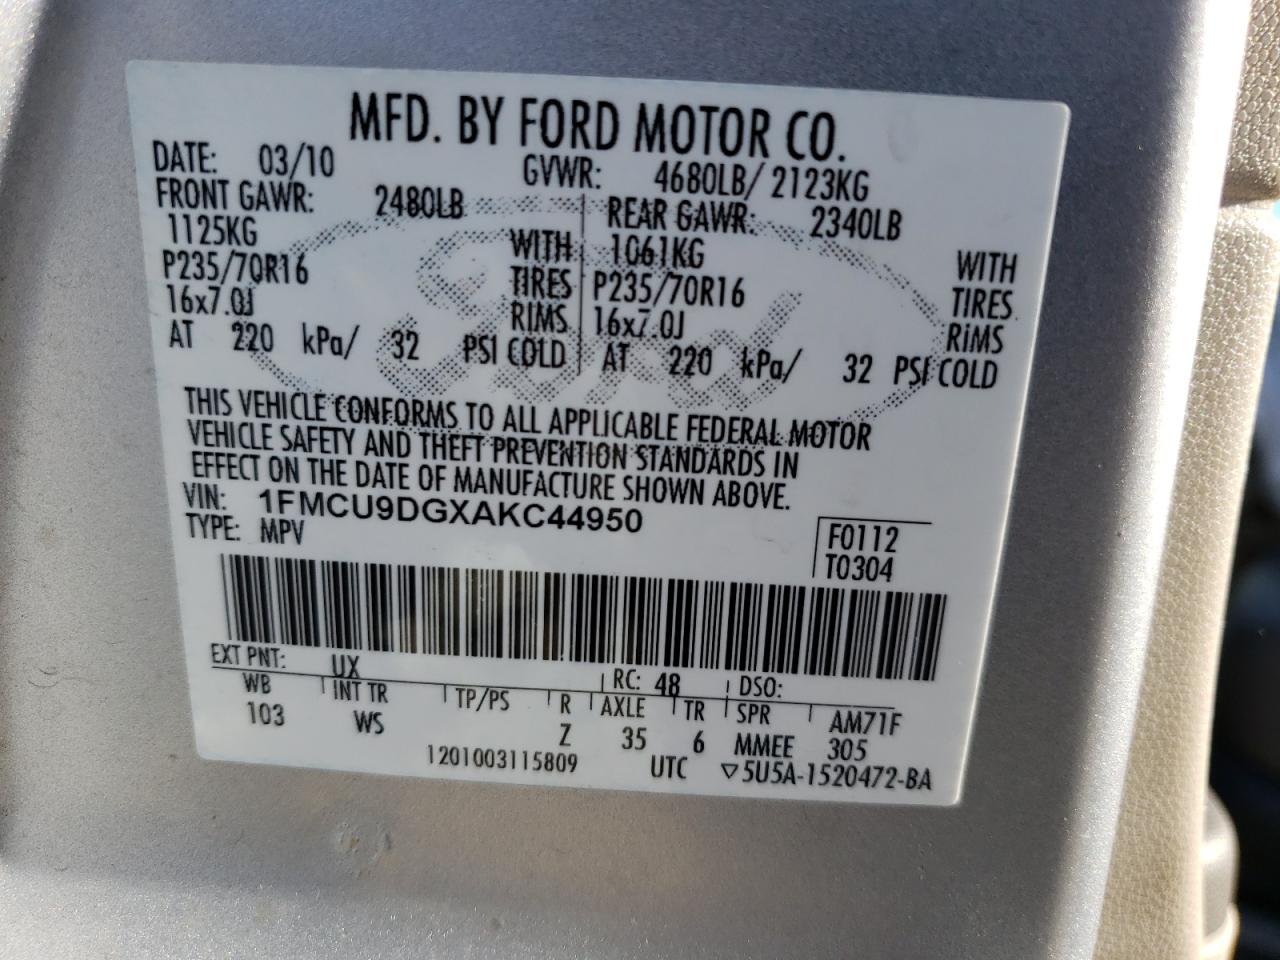 MFD. BY FORD MOTOR CO.
DATE: 03/10 GVWR: 4680LB/ 2123KG
FRONT GAWR: 2480LB REAR GAWR: 2340LB
1125KG WITH 1061KG WITH
P235/70R16 TIRES P235/70R16 TIRES
16x7.0J RIMS 16x7.0J RIMS
AT 220 kPa/ 32 PSI COLD AT 220 kPa/ 32 PSI COLD
Ford
THIS VEHICLE CONFORMS TO ALL APPLICABLE FEDERAL MOTOR
VEHICLE SAFETY AND THEFT PREVENTION STANDARDS IN
EFFECT ON THE DATE OF MANUFACTURE SHOWN ABOVE.
VIN: 1FMCU9DGXAKC44950
TYPE: MPV F0112
T0304
EXT PNT: UX RC: 48 DSO:
WB INT TR TP/PS R AXLE TR SPR AM71F
103 WS Z 35 6 MMEE 305
1201003115809 UTC ▽5U5A-1520472-BA